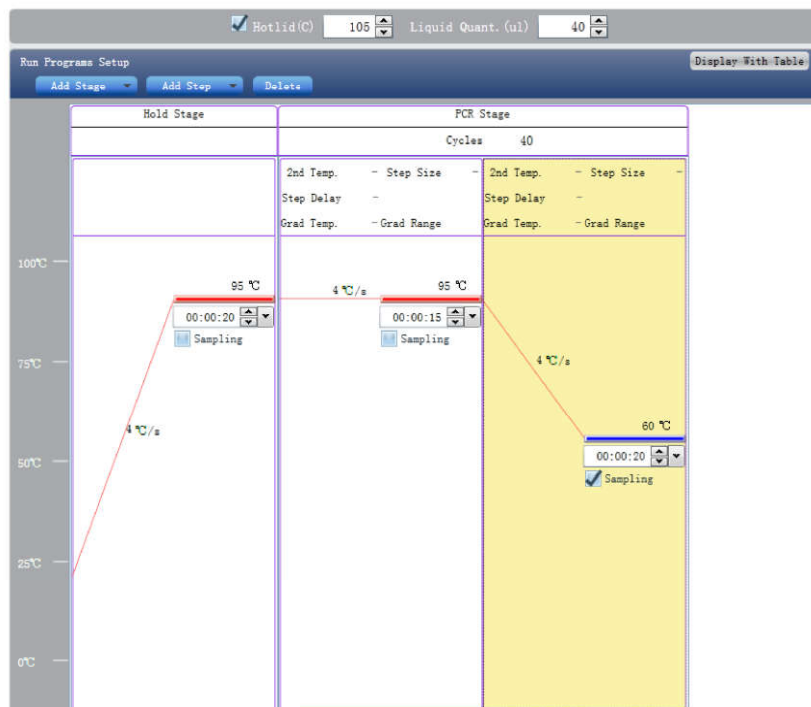 Hotlid(C) 105 Liquid Quant.(ul) 40
Run Programs Setup Display With Table
Add Stage Add Step Delete
Hold Stage PCR Stage
Cycles 40
2nd Temp. - Step Size - 2nd Temp. - Step Size -
Step Delay - Step Delay -
Grad Temp. - Grad Range Grad Temp. - Grad Range
100℃
95 ℃ 4 ℃/s 95 ℃
00:00:20 00:00:15
Sampling Sampling
75℃ 4 ℃/s
4 ℃/s 60 ℃
50℃ 00:00:20
Sampling
25℃
0℃